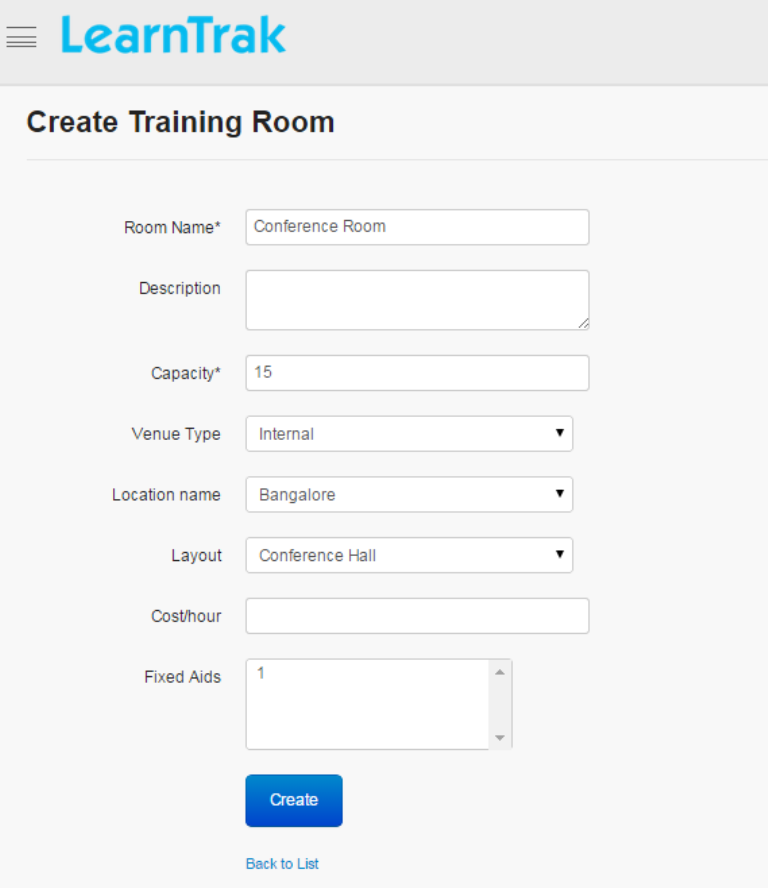 LearnTrak
Create Training Room
Room Name* Conference Room
Description
Capacity* 15
Venue Type Internal
Location name Bangalore
Layout Conference Hall
Cost/hour
Fixed Aids 1
Create
Back to List